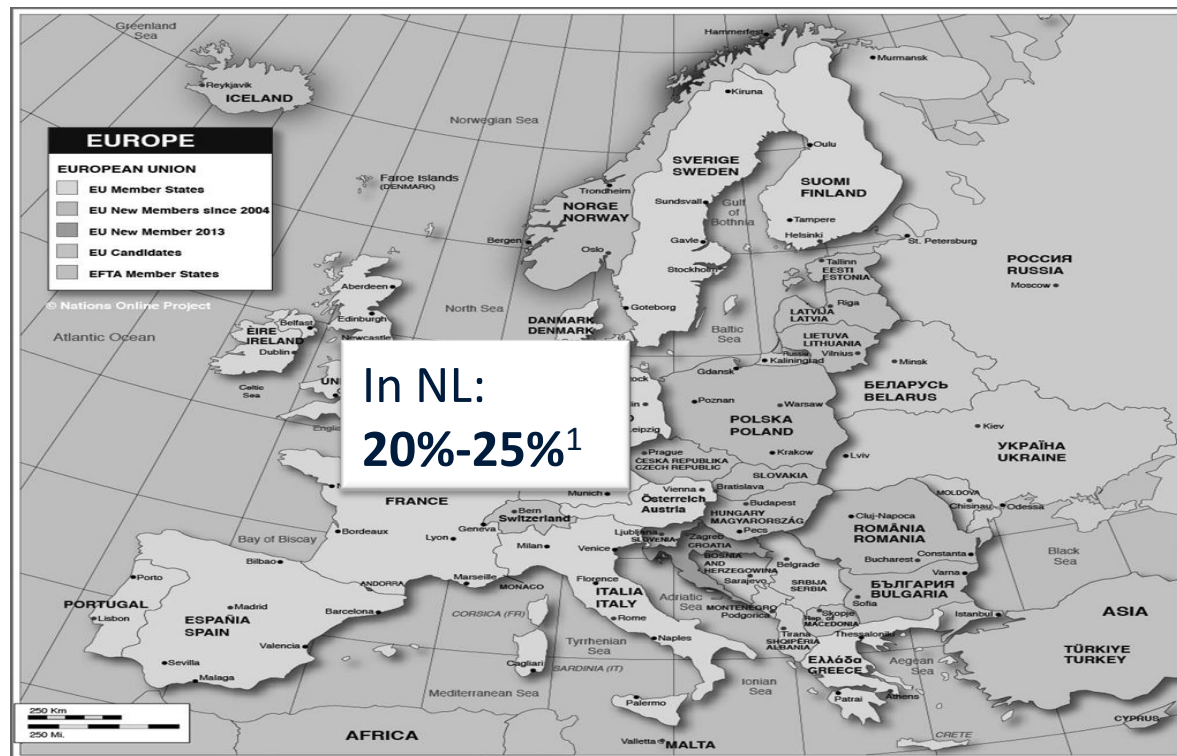 Greenland
Sea
Hammerfest
Murmansk
Reykjavik
ICELAND
Kiruna
Norwegian Sea
EUROPE
EUROPEAN UNION
EU Member States
EU New Members since 2004
EU New Member 2013
EU Candidates
EFTA Member States
© Nations Online Project
Oulu
SVERIGE
SWEDEN
Faroe Islands
(DENMARK)
Trondheim
SUOMI
FINLAND
NORGE
NORWAY
Sundsvall
Gulf
of
Bothnia
Tampere
Helsinki
Bergen
Oslo
Gavle
St. Petersburg
Stockholm
Tallinn
EESTI
ESTONIA
РОССИЯ
RUSSIA
Moscow
Aberdeen
Edinburgh
Newcastle
North Sea
Goteborg
Riga
LATVIJA
LATVIA
Atlantic Ocean
Belfast
ÈIRE
IRELAND
Dublin
DANMARK
DENMARK
Baltic
Sea
LIETUVA
LITHUANIA
Russia
Vilnius
Kaliningrad
Minsk
Gdansk
Celtic
Sea
In NL:
20%-25%¹
БЕЛАРУСЬ
BELARUS
Poznan
Warsaw
POLSKA
POLAND
Kiev
УКРАЇНА
UKRAINE
Prague
ČESKÁ REPUBLIKA
CZECH REPUBLIC
Krakow
Lviv
SLOVAKIA
FRANCE
Munich
Vienna
Bratislava
Österreich
Austria
Budapest
HUNGARY
MAGYARORSZÁG
Pecs
MOLDOVA
Chisinau
Odessa
Bern
Switzerland
Geneva
Cluj-Napoca
ROMÂNIA
ROMANIA
Bay of Biscay
Bordeaux
Lyon
Milan
Venice
Ljubljana
SLOVENIA
Zagreb
CROATIA
BOSNIA
AND
HERZEGOWINA
Sarajevo
Belgrade
SRBIJA
SERBIA
Bucharest
Constanta
Black
Sea
Bilbao
Marseille
MONACO
Florence
ITALIA
ITALY
Varna
БЪЛГАРИЯ
BULGARIA
Sofia
Porto
ANDORRA
PORTUGAL
Lisbon
Madrid
ESPAÑIA
SPAIN
Barcelona
CORSICA (FR)
Rome
Adriatic
Sea
MONTENEGRO
Podgorica
Skopje
Rep. of
MACEDONIA
Istanbul
ASIA
Valencia
Tyrrhenian
Sea
Naples
Tirana
SHQIPËRIA
ALBANIA
Thessaloniki
TÜRKIYE
TURKEY
Sevilla
Malaga
Cagliari
SARDINIA (IT)
Ελλάδα
GREECE
Aegean
Sea
Mediterranean Sea
Palermo
Ionian
Sea
Patrai
Athens
250 Km
250 Mi.
AFRICA
Valletta
MALTA
CRETE
CYPRUS